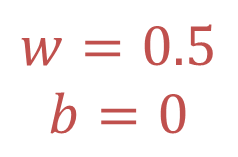 w = 0.5
b = 0